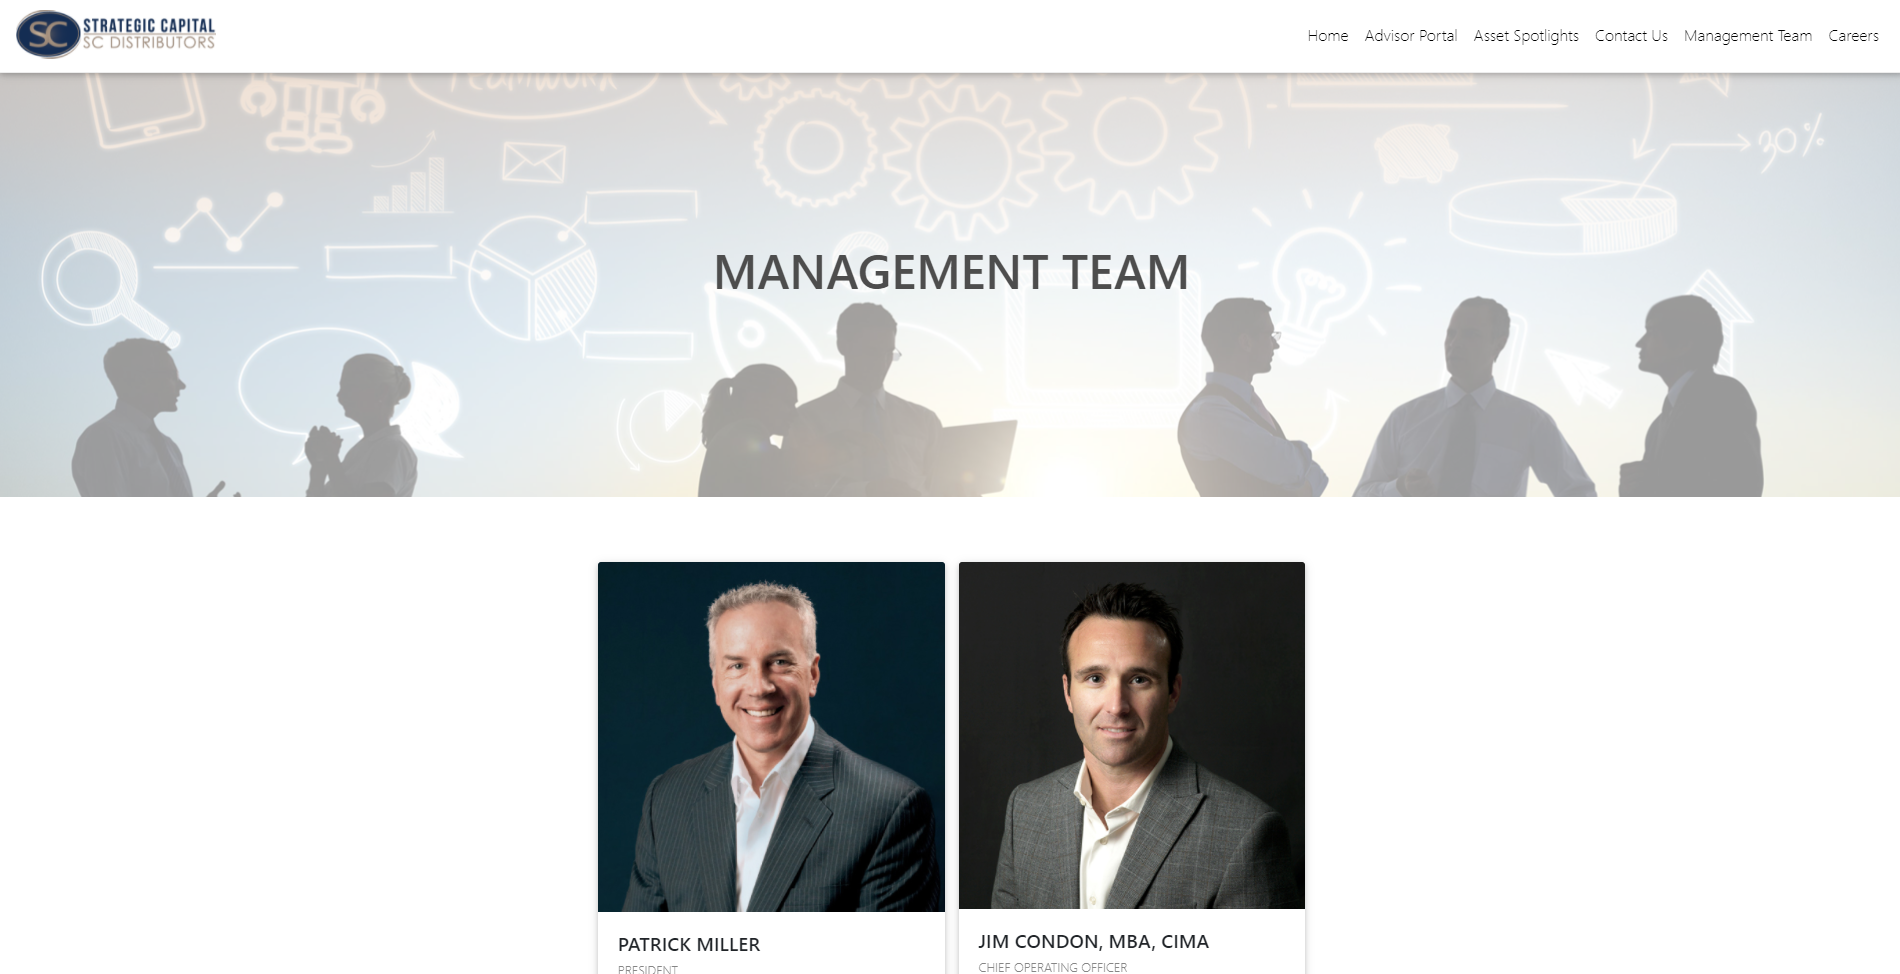 SC STRATEGIC CAPITAL
SC DISTRIBUTORS
Home Advisor Portal Asset Spotlights Contact Us Management Team Careers
TEAMWORK
30%
MANAGEMENT TEAM
PATRICK MILLER
PRESIDENT
JIM CONDON, MBA, CIMA
CHIEF OPERATING OFFICER